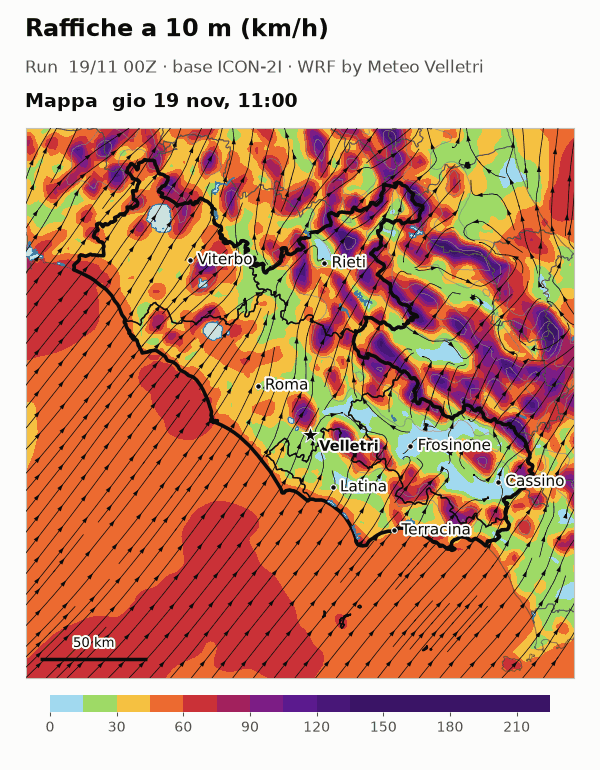 Raffiche a 10 m (km/h)
Run  19/11 00Z · base ICON-2I · WRF by Meteo Velletri
Mappa  gio 19 nov, 11:00
Viterbo
Rieti
Roma
Velletri
Frosinone
Cassino
Latina
Terracina
50 km
0 30 60 90 120 150 180 210